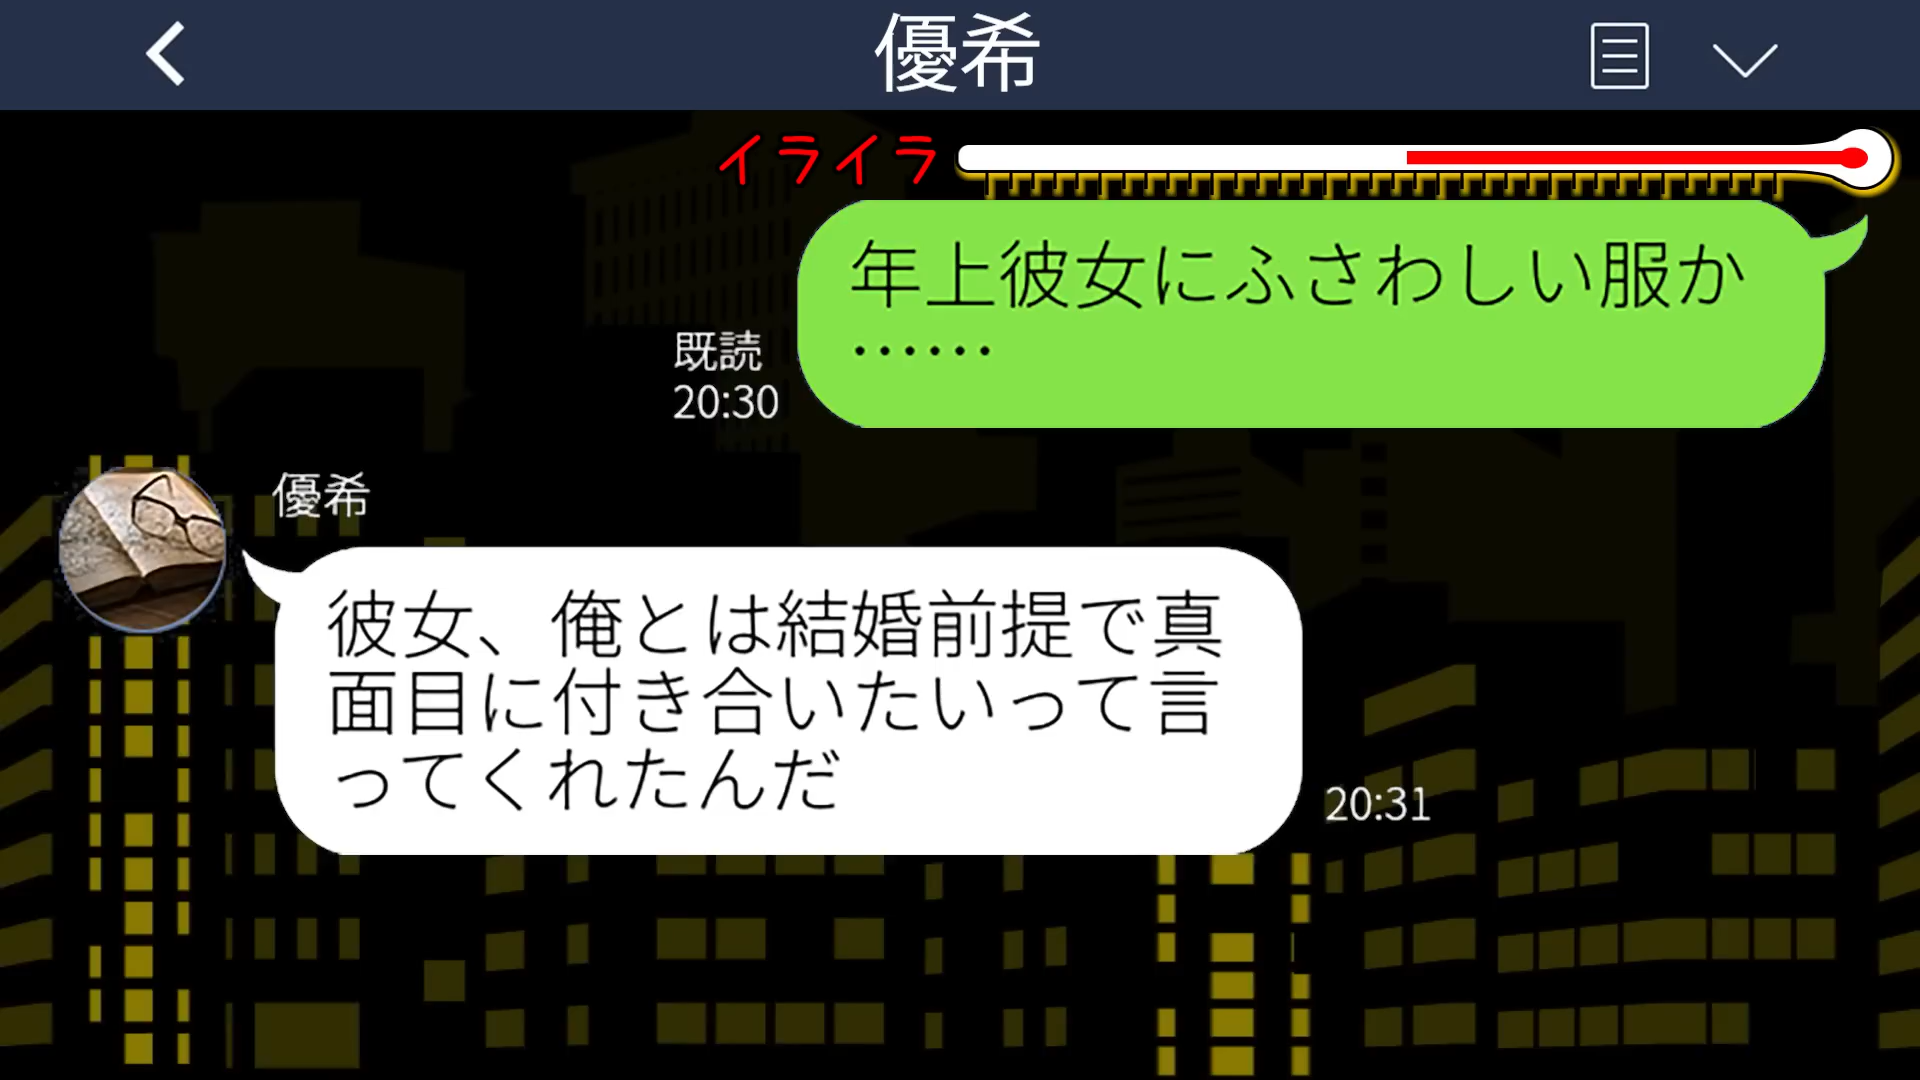 優希
イライラ
年上彼女にふさわしい服か
‥‥‥
既読
20:30
優希
彼女、俺とは結婚前提で真
面目に付き合いたいって言
ってくれたんだ
20:31